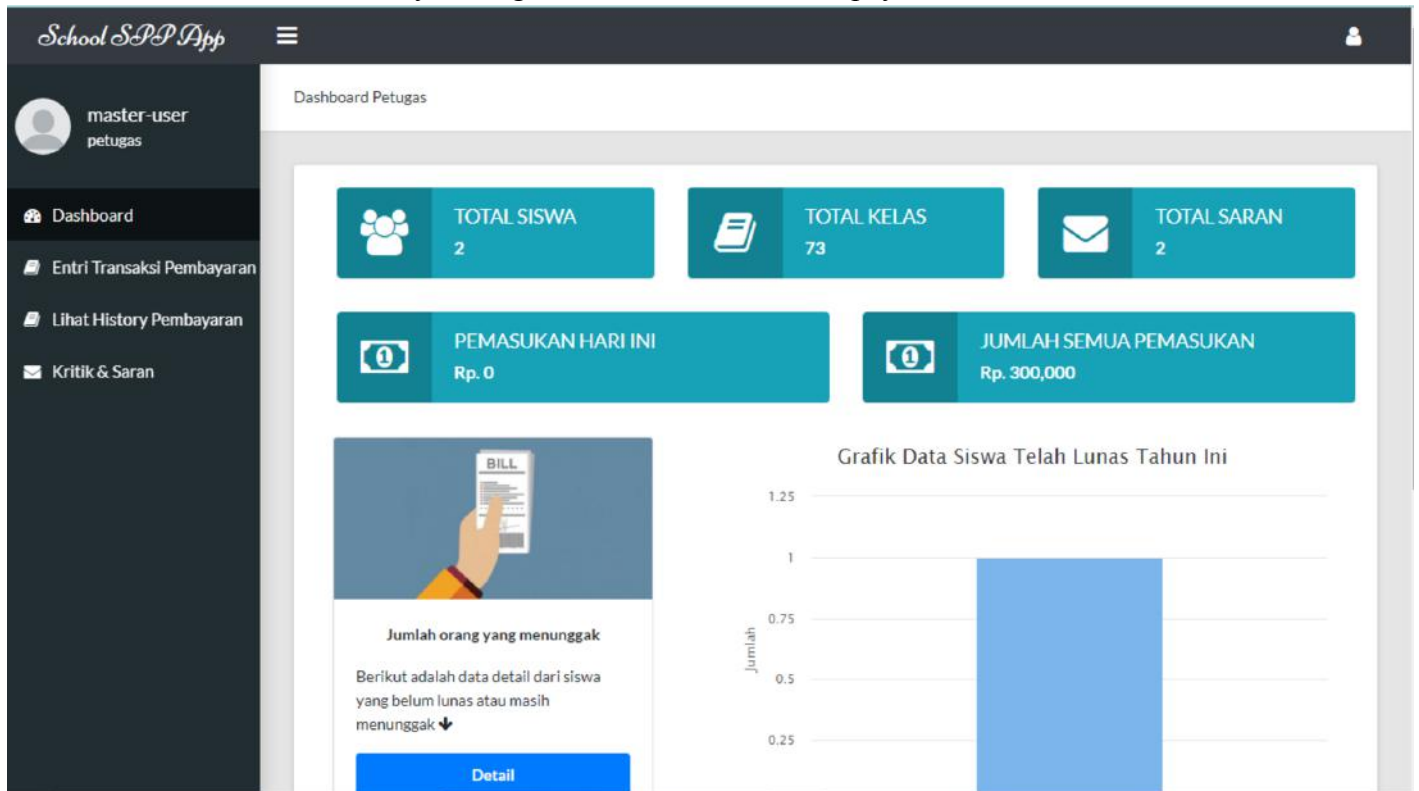 School SPP App
master-user
petugas
Dashboard
Entri Transaksi Pembayaran
Lihat History Pembayaran
Kritik & Saran
Dashboard Petugas
TOTAL SISWA
2
TOTAL KELAS
73
TOTAL SARAN
2
PEMASUKAN HARI INI
Rp. 0
JUMLAH SEMUA PEMASUKAN
Rp. 300,000
BILL
Jumlah orang yang menunggak
Berikut adalah data detail dari siswa
yang belum lunas atau masih
menunggak
Detail
Grafik Data Siswa Telah Lunas Tahun Ini
1.25
1
0.75
0.5
0.25
Jumlah